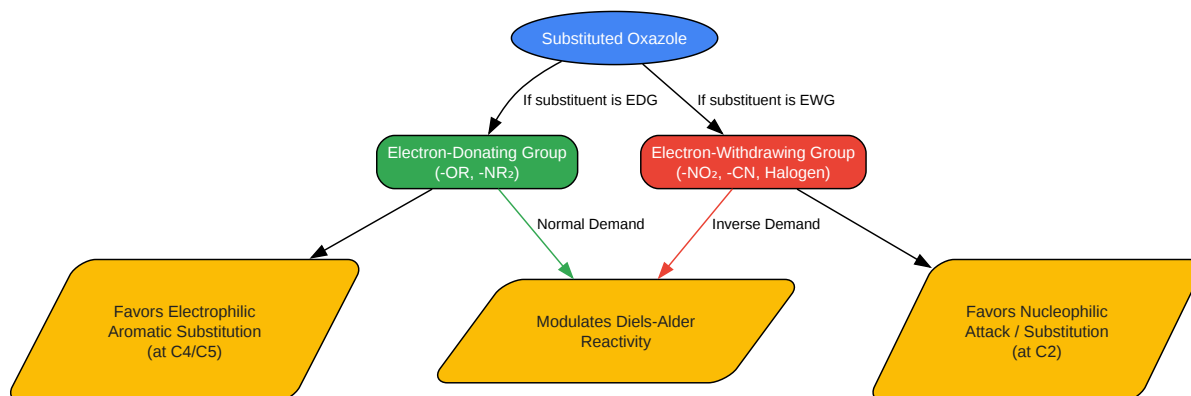 Substituted Oxazole
If substituent is EDG
If substituent is EWG
Electron-Donating Group
(-OR, -NR₂)
Electron-Withdrawing Group
(-NO₂, -CN, Halogen)
Normal Demand
Inverse Demand
Favors Electrophilic
Aromatic Substitution
(at C4/C5)
Modulates Diels-Alder
Reactivity
Favors Nucleophilic
Attack / Substitution
(at C2)